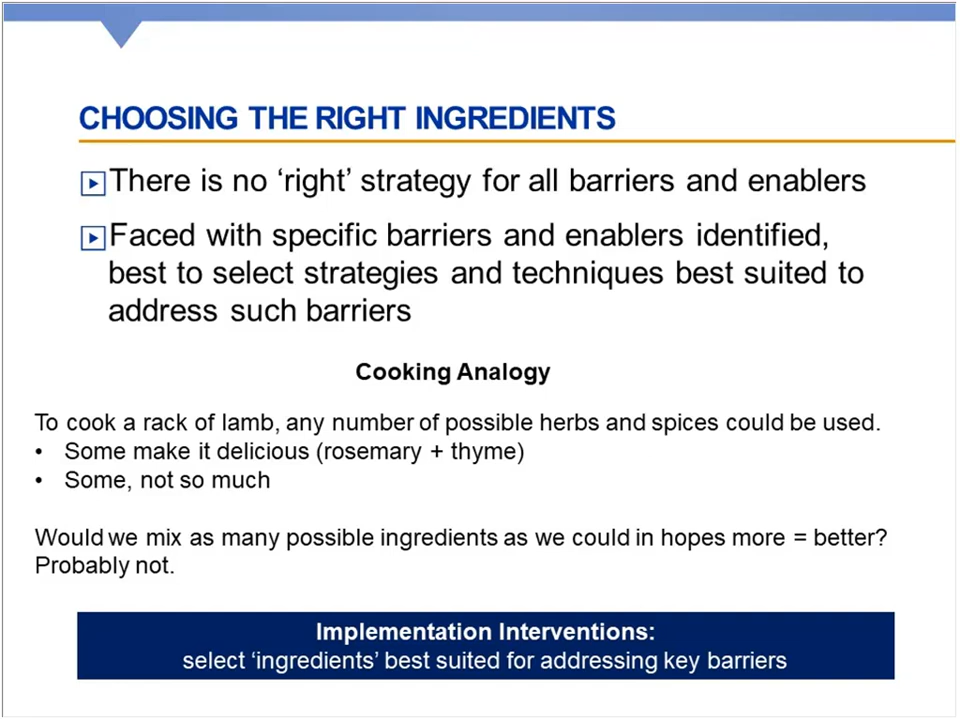 CHOOSING THE RIGHT INGREDIENTS
There is no ‘right’ strategy for all barriers and enablers
Faced with specific barriers and enablers identified,
best to select strategies and techniques best suited to
address such barriers
Cooking Analogy
To cook a rack of lamb, any number of possible herbs and spices could be used.
• Some make it delicious (rosemary + thyme)
• Some, not so much
Would we mix as many possible ingredients as we could in hopes more = better?
Probably not.
Implementation Interventions:
select ‘ingredients’ best suited for addressing key barriers